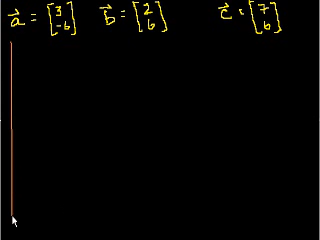 a⃗ = [3 -6] b⃗ = [2 6] c⃗ = [7 6]